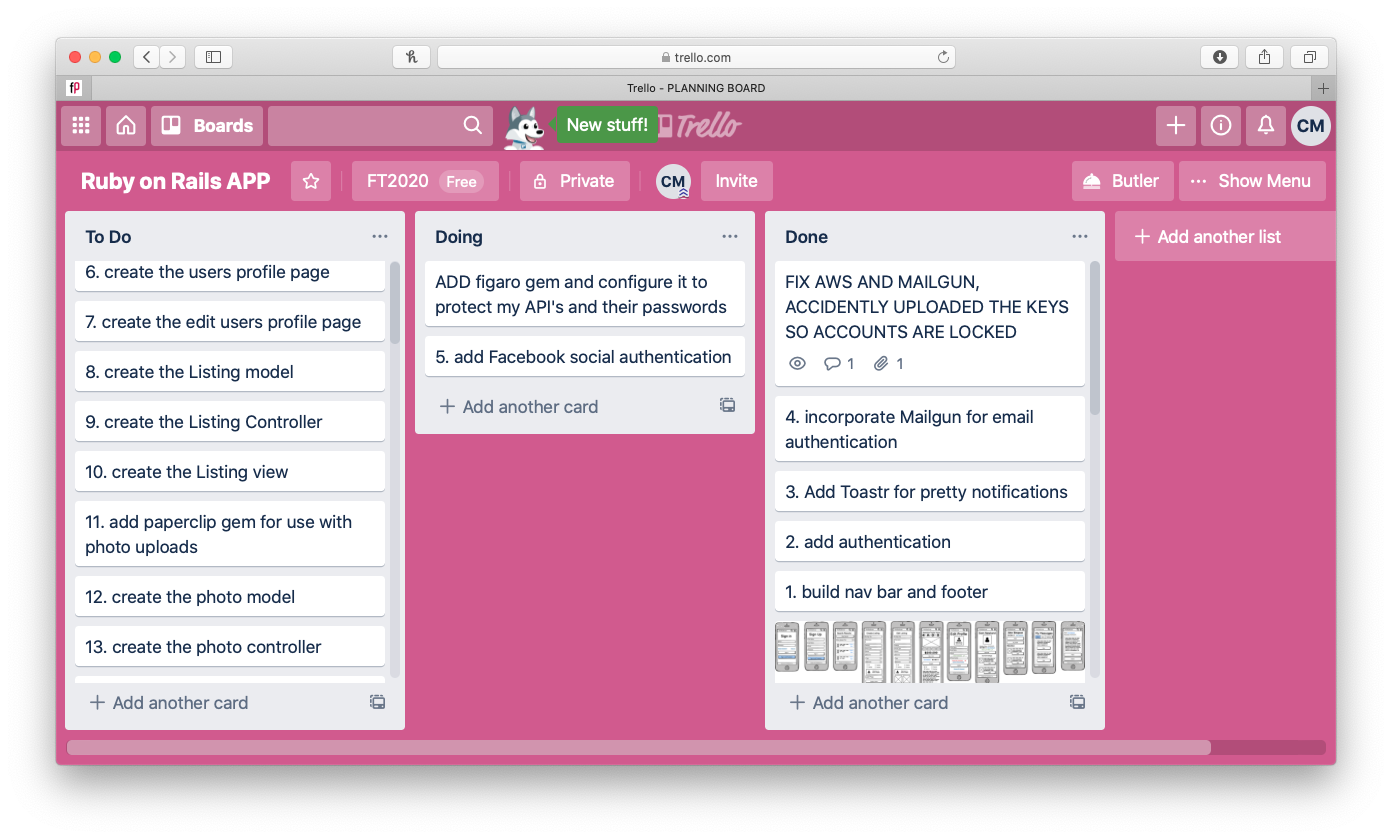 trello.com
fp
Trello - PLANNING BOARD
Boards
New stuff!
Trello
CM
Ruby on Rails APP
FT2020 Free
Private
CM
Invite
Butler
Show Menu
To Do
6. create the users profile page
7. create the edit users profile page
8. create the Listing model
9. create the Listing Controller
10. create the Listing view
11. add paperclip gem for use with
photo uploads
12. create the photo model
13. create the photo controller
Add another card
Doing
ADD figaro gem and configure it to
protect my API's and their passwords
5. add Facebook social authentication
Add another card
Done
FIX AWS AND MAILGUN,
ACCIDENTLY UPLOADED THE KEYS
SO ACCOUNTS ARE LOCKED
1 1
4. incorporate Mailgun for email
authentication
3. Add Toastr for pretty notifications
2. add authentication
1. build nav bar and footer
Add another card
Add another list